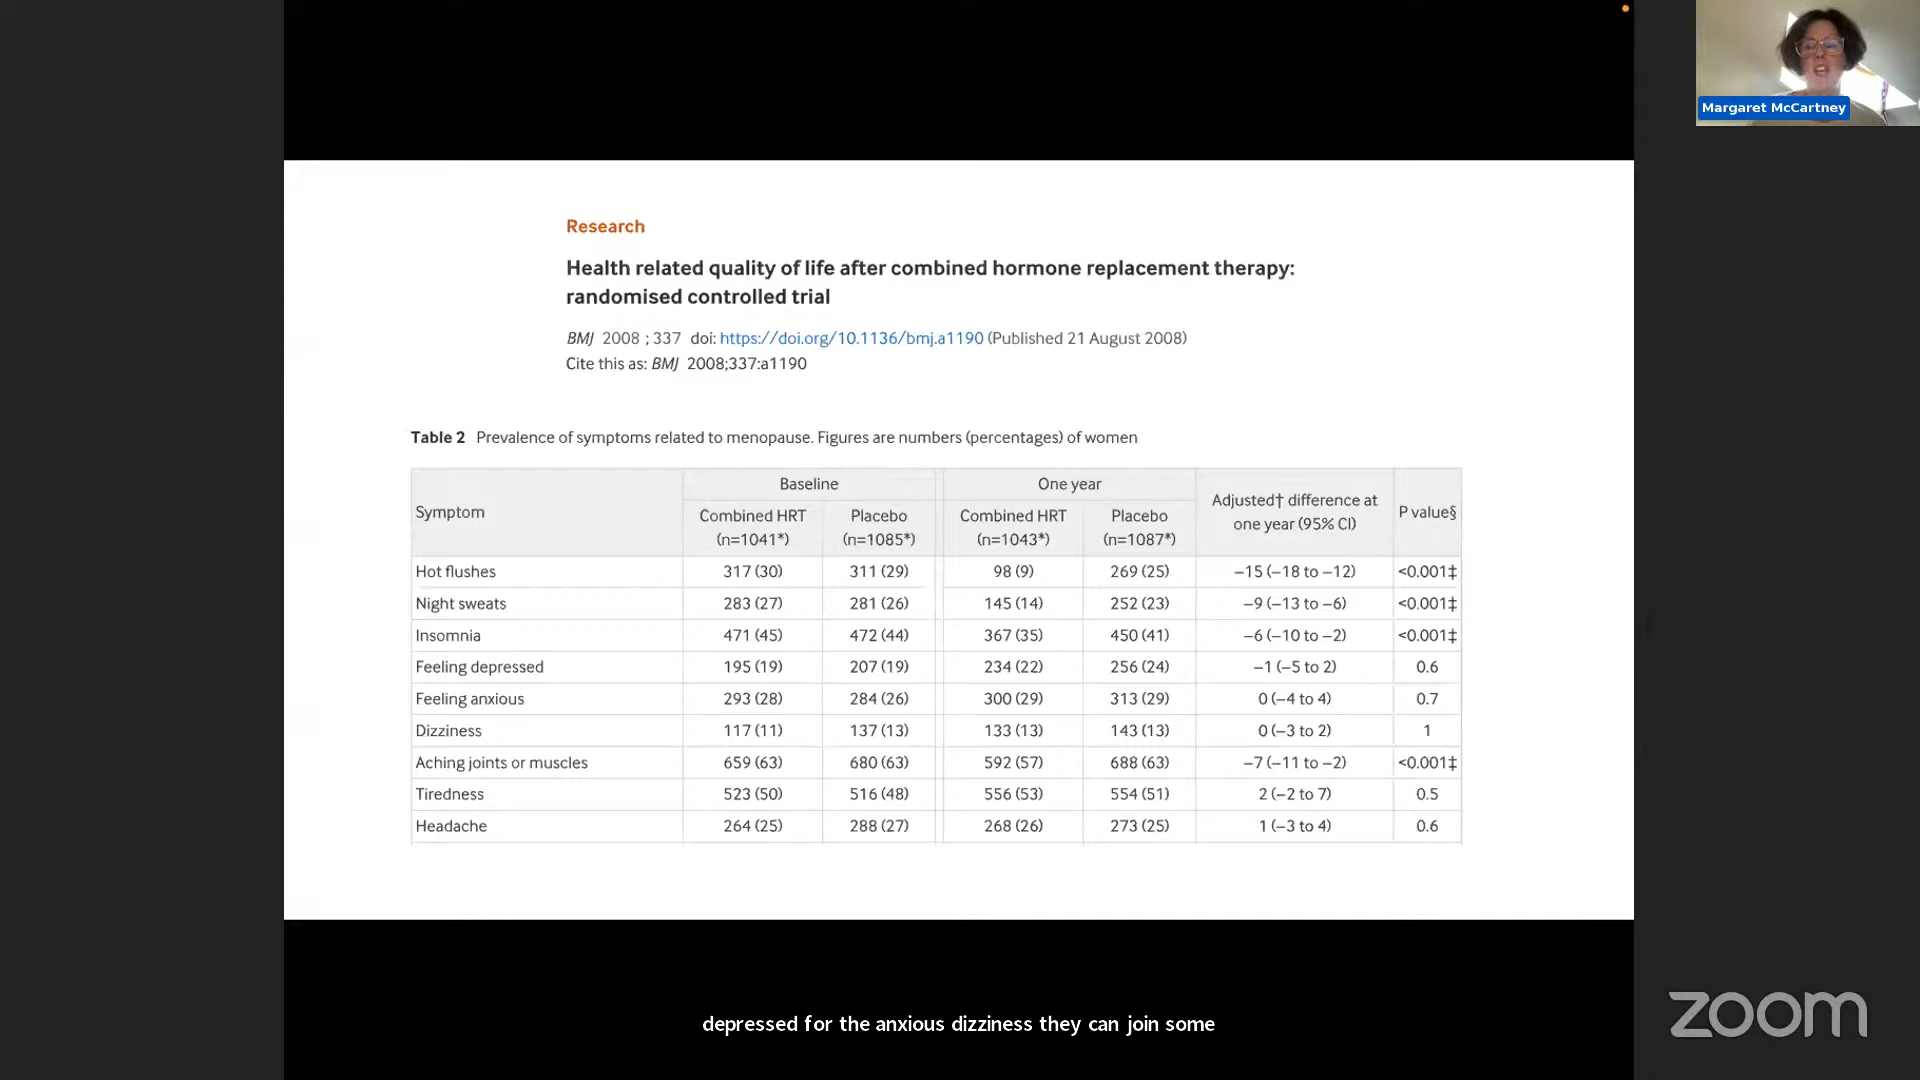 Margaret McCartney
Research
Health related quality of life after combined hormone replacement therapy:
randomised controlled trial
BMJ 2008 ; 337 doi: https://doi.org/10.1136/bmj.a1190 (Published 21 August 2008)
Cite this as: BMJ 2008;337:a1190
Table 2 Prevalence of symptoms related to menopause. Figures are numbers (percentages) of women
Symptom Baseline One year Adjusted† difference at one year (95% CI) P value§
Combined HRT (n=1041*) Placebo (n=1085*) Combined HRT (n=1043*) Placebo (n=1087*)
Hot flushes 317 (30) 311 (29) 98 (9) 269 (25) −15 (−18 to −12) <0.001‡
Night sweats 283 (27) 281 (26) 145 (14) 252 (23) −9 (−13 to −6) <0.001‡
Insomnia 471 (45) 472 (44) 367 (35) 450 (41) −6 (−10 to −2) <0.001‡
Feeling depressed 195 (19) 207 (19) 234 (22) 256 (24) −1 (−5 to 2) 0.6
Feeling anxious 293 (28) 284 (26) 300 (29) 313 (29) 0 (−4 to 4) 0.7
Dizziness 117 (11) 137 (13) 133 (13) 143 (13) 0 (−3 to 2) 1
Aching joints or muscles 659 (63) 680 (63) 592 (57) 688 (63) −7 (−11 to −2) <0.001‡
Tiredness 523 (50) 516 (48) 556 (53) 554 (51) 2 (−2 to 7) 0.5
Headache 264 (25) 288 (27) 268 (26) 273 (25) 1 (−3 to 4) 0.6
depressed for the anxious dizziness they can join some
zoom